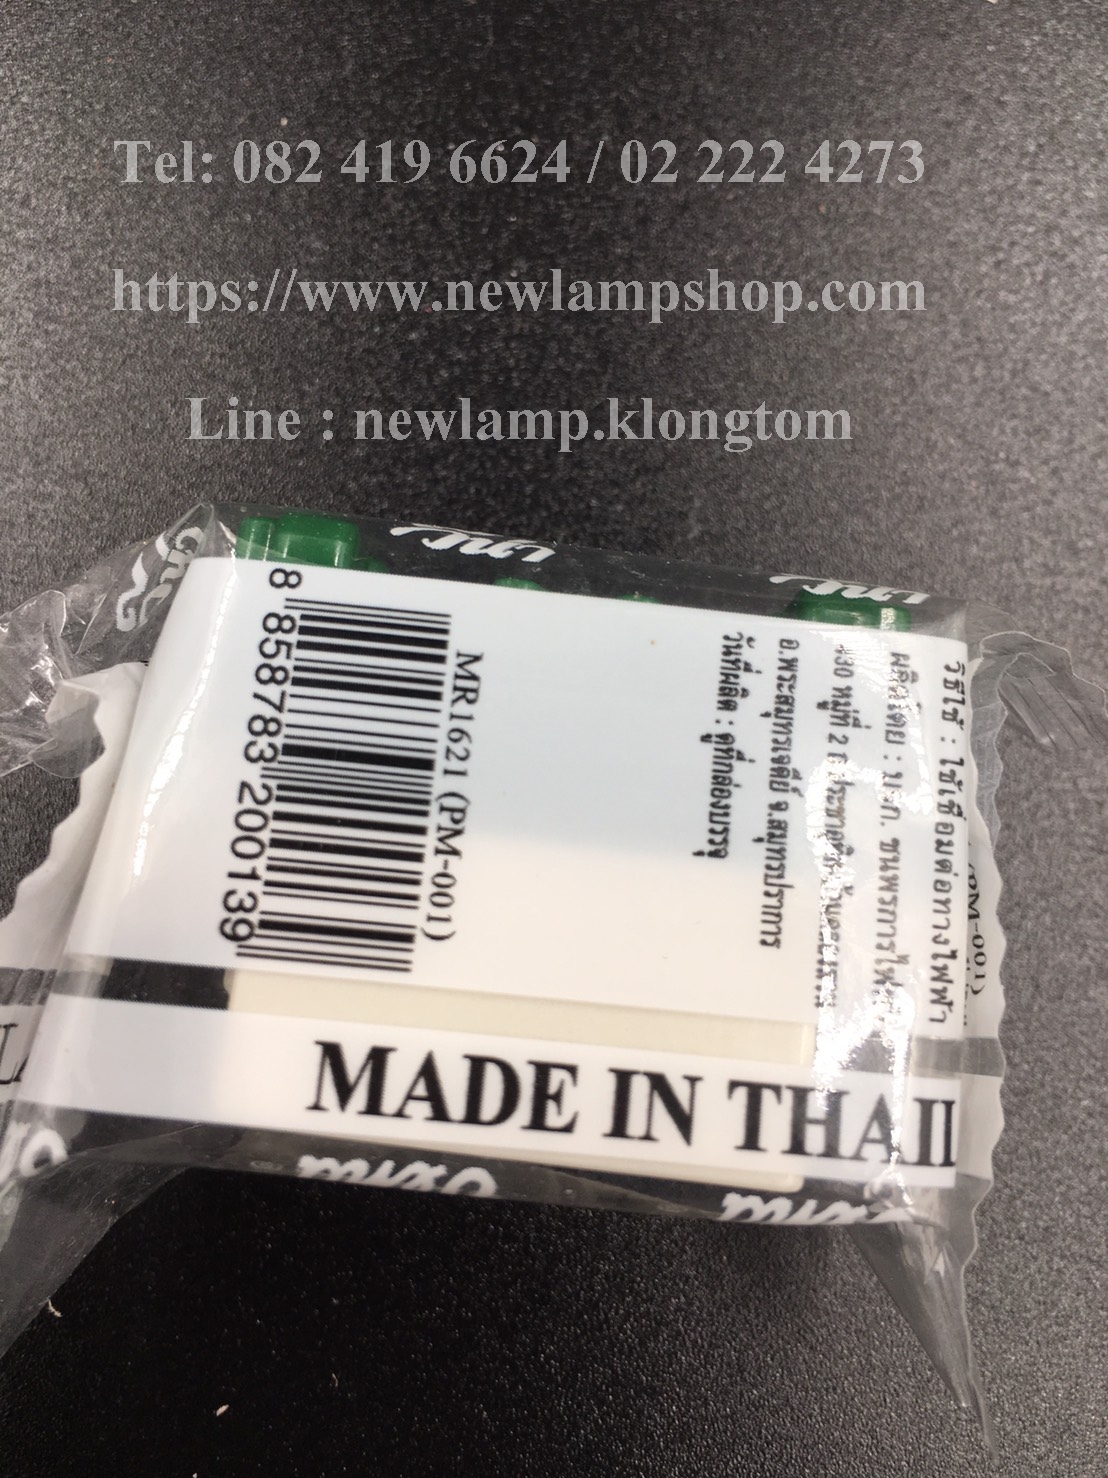 Tel: 082 419 6624 / 02 222 4273
https://www.newlampshop.com
Line : newlamp.klongtom
วิธีใช้ : ใช้เชื่อมต่อทางไฟฟ้า
ผลิตโดย : บจก. ชนพรการไฟฟ้า
430 หมู่ที่ 2
อ.พระสมุทรเจดีย์ จ.สมุทรปราการ
วันที่ผลิต : ดูที่กล่องบรรจุ
MR1621 (PM-001)
8 858783 200139
MADE IN THAIL